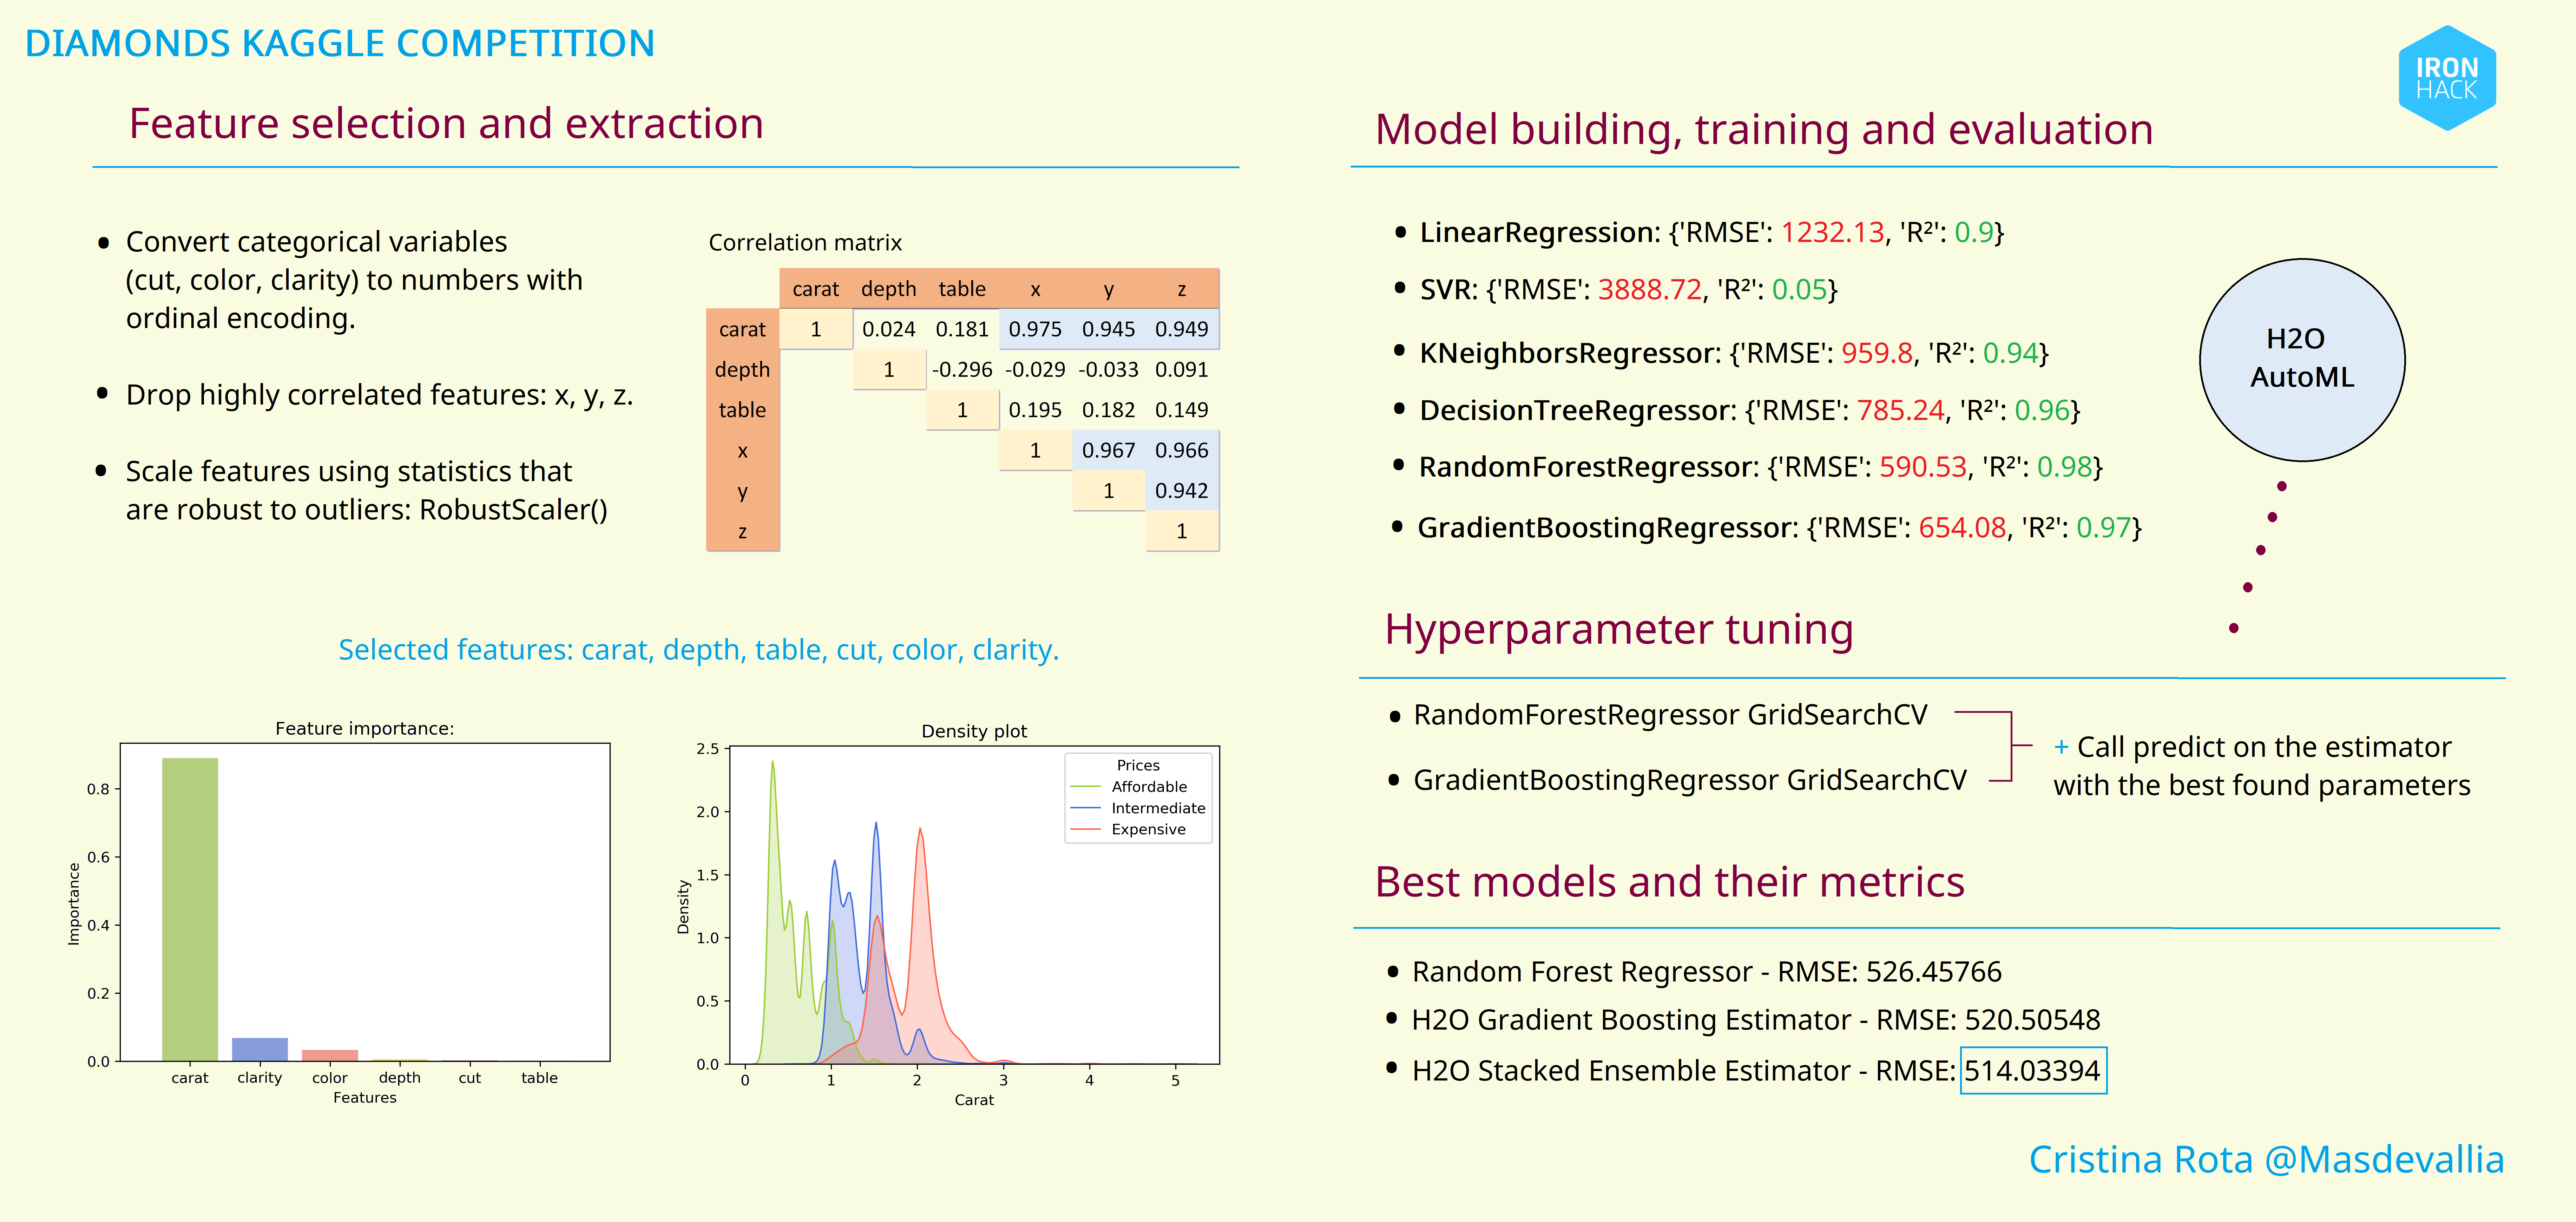 DIAMONDS KAGGLE COMPETITION
IRON
HACK
Feature selection and extraction
• Convert categorical variables
(cut, color, clarity) to numbers with
ordinal encoding.
• Drop highly correlated features: x, y, z.
• Scale features using statistics that
are robust to outliers: RobustScaler()
Correlation matrix
carat depth table x y z
carat 1 0.024 0.181 0.975 0.945 0.949
depth 1 -0.296 -0.029 -0.033 0.091
table 1 0.195 0.182 0.149
x 1 0.967 0.966
y 1 0.942
z 1
Selected features: carat, depth, table, cut, color, clarity.
Feature importance:
Importance
0.8
0.6
0.4
0.2
0.0
carat clarity color depth cut table
Features
Density plot
Density
2.5
2.0
1.5
1.0
0.5
0.0
Prices
Affordable
Intermediate
Expensive
0 1 2 3 4 5
Carat
Model building, training and evaluation
• LinearRegression: {'RMSE': 1232.13, 'R²': 0.9}
• SVR: {'RMSE': 3888.72, 'R²': 0.05}
• KNeighborsRegressor: {'RMSE': 959.8, 'R²': 0.94}
• DecisionTreeRegressor: {'RMSE': 785.24, 'R²': 0.96}
• RandomForestRegressor: {'RMSE': 590.53, 'R²': 0.98}
• GradientBoostingRegressor: {'RMSE': 654.08, 'R²': 0.97}
H2O
AutoML
Hyperparameter tuning
• RandomForestRegressor GridSearchCV
• GradientBoostingRegressor GridSearchCV
+ Call predict on the estimator
with the best found parameters
Best models and their metrics
• Random Forest Regressor - RMSE: 526.45766
• H2O Gradient Boosting Estimator - RMSE: 520.50548
• H2O Stacked Ensemble Estimator - RMSE: 514.03394
Cristina Rota @Masdevallia